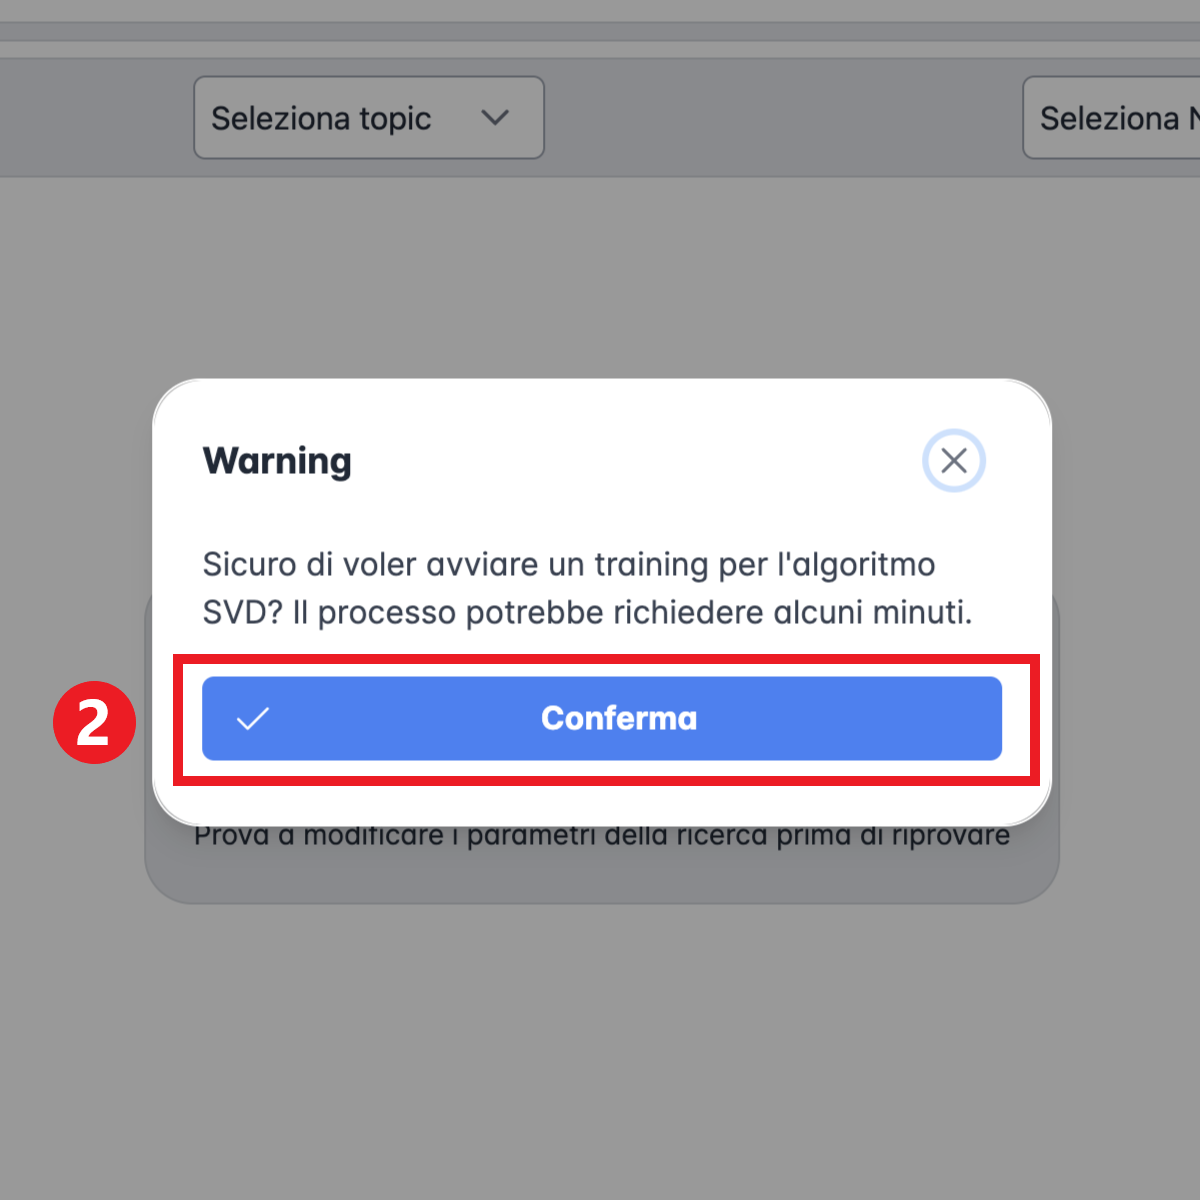 Seleziona topic
Seleziona
Warning
Sicuro di voler avviare un training per l'algoritmo
SVD? Il processo potrebbe richiedere alcuni minuti.
2
Conferma
Prova a modificare i parametri della ricerca prima di riprovare